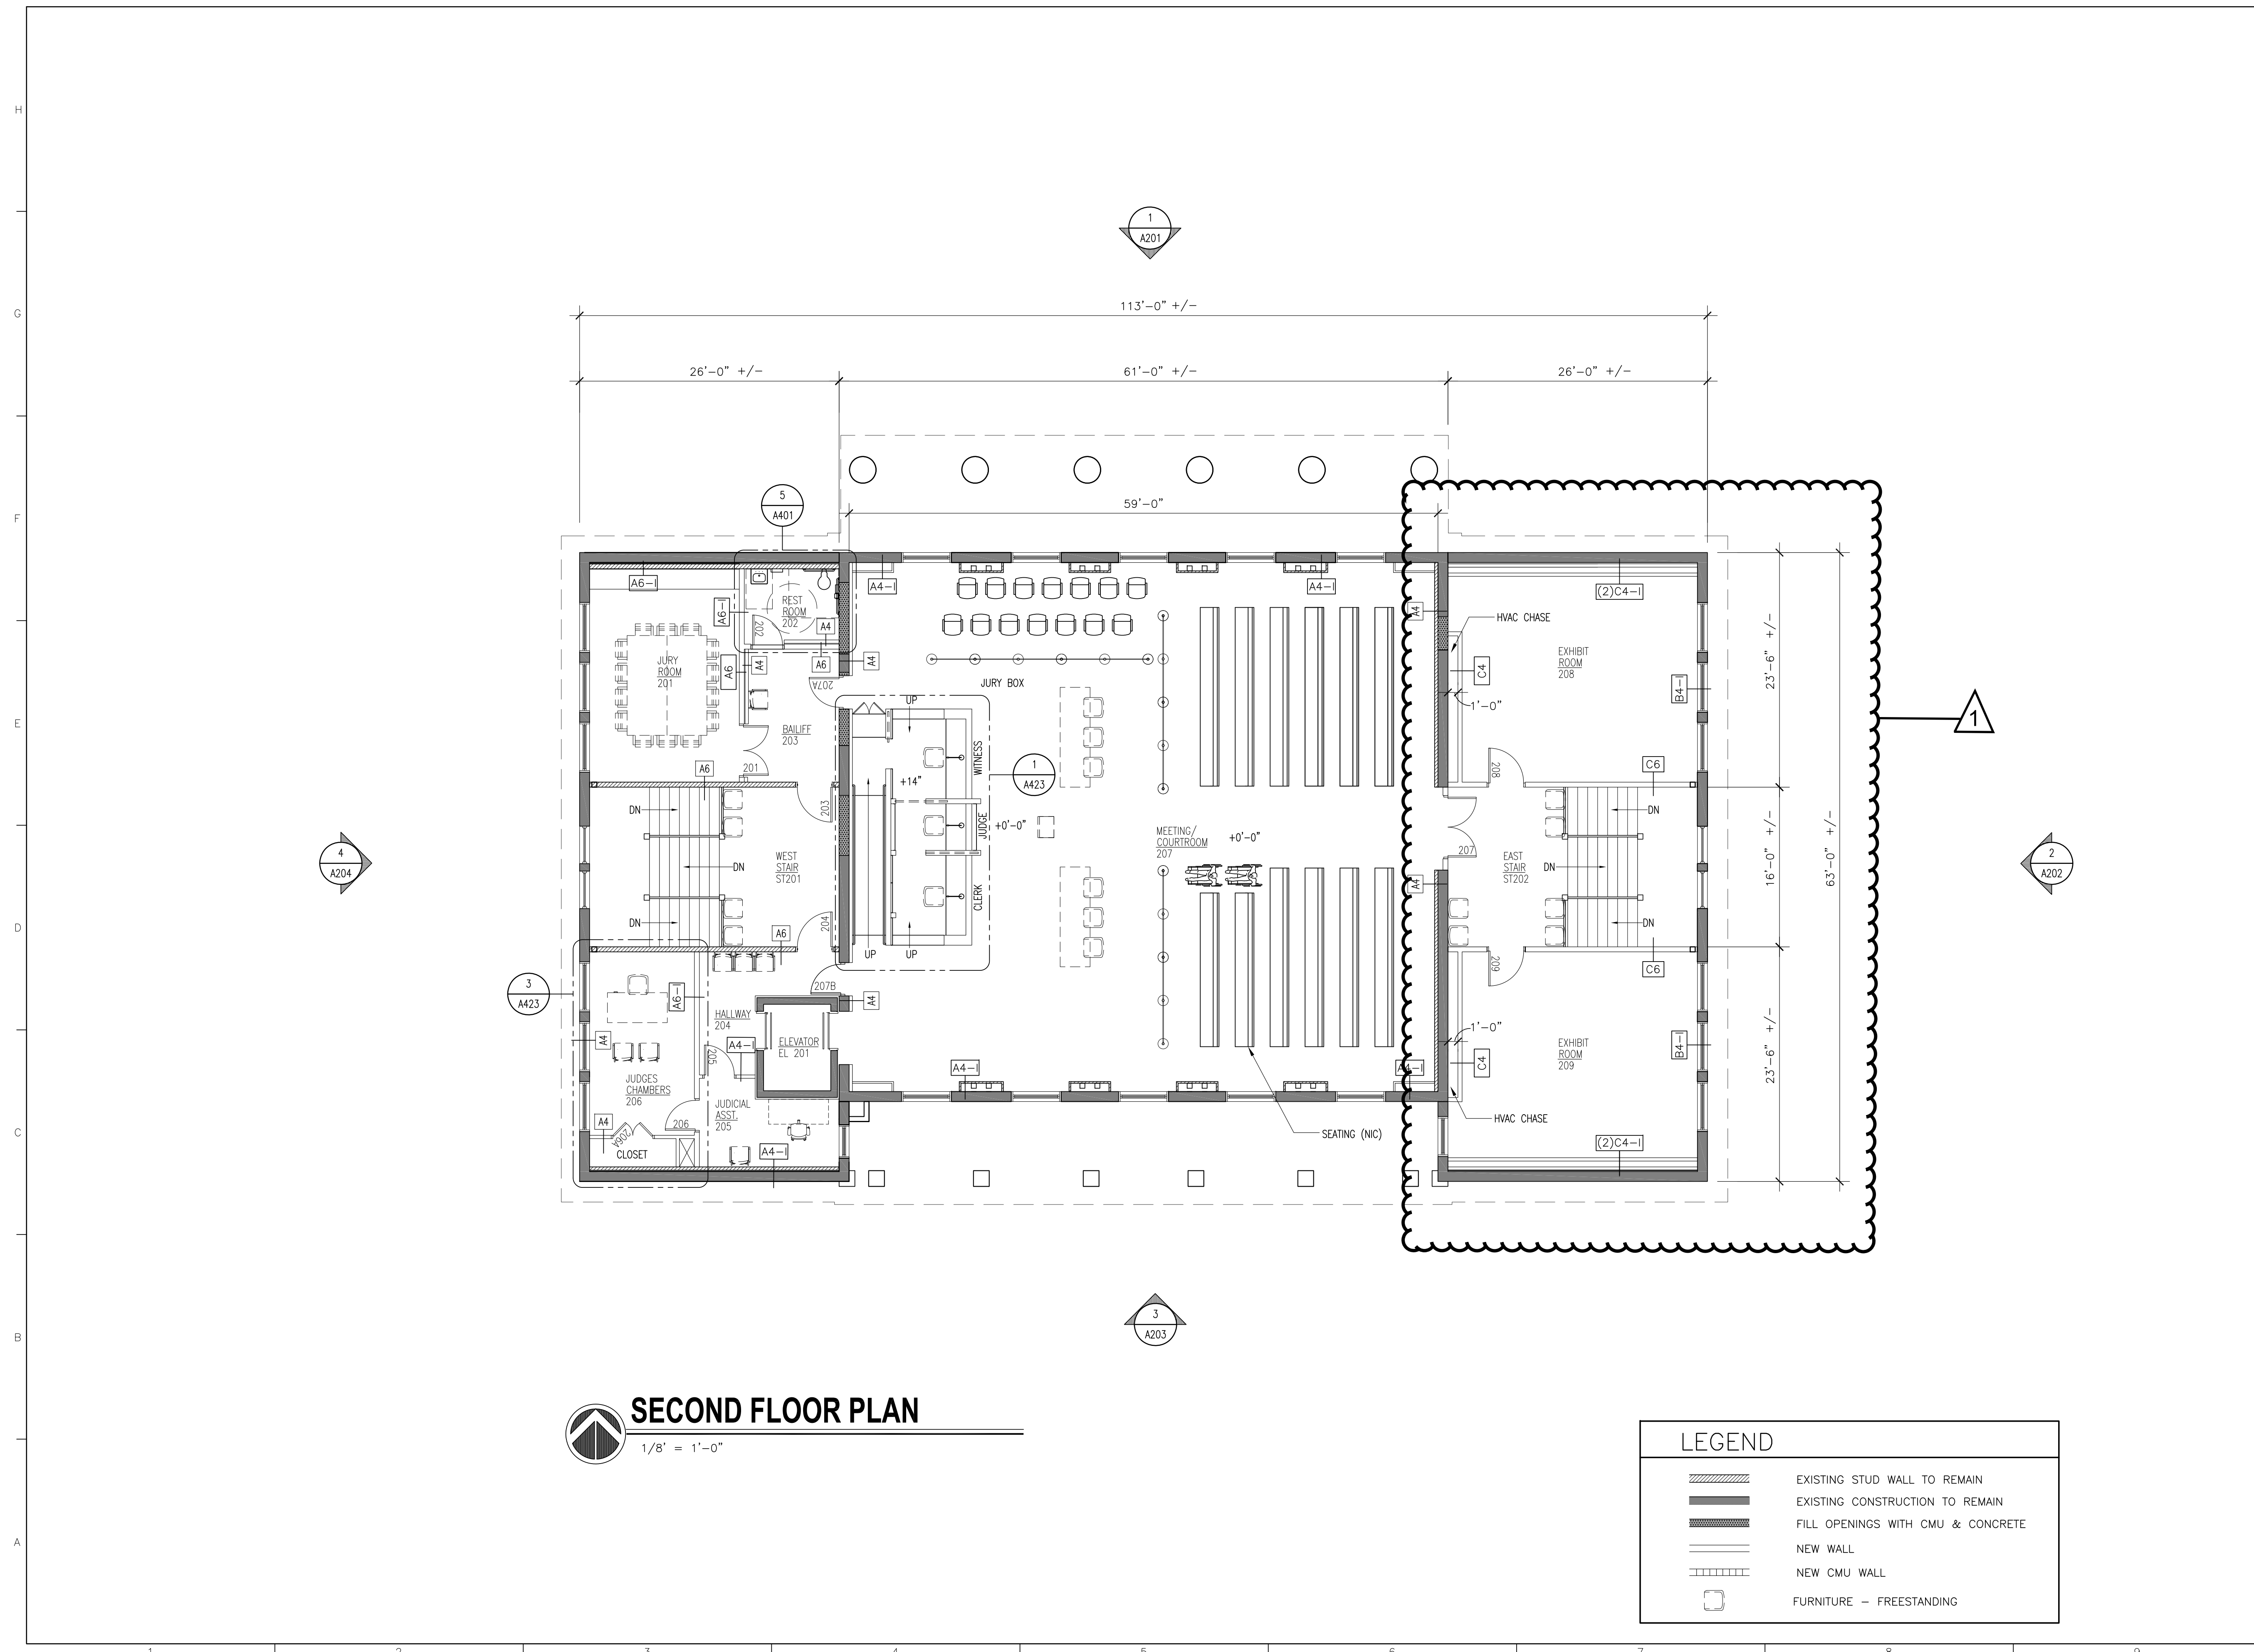 H
G
F
E
D
C
B
A
1
A201
113'-0" +/-
26'-0" +/-
61'-0" +/-
26'-0" +/-
59'-0"
5
A401
A6-I
A4-I
A4-I
(2)C4-I
REST
ROOM
202
202
A6-I
A4
A4
HVAC CHASE
A6
A4
A6
A4
JURY
ROOM
201
207A
JURY BOX
C4
EXHIBIT
ROOM
208
B4-I
1'-0"
23'-6" +/-
1
BAILIFF
203
201
UP
WITNESS
+14"
1
A423
A6
208
C6
DN
203
JUDGE
+0'-0"
MEETING/
COURTROOM
207
+0'-0"
207
DN
4
A204
WEST
STAIR
ST201
DN
EAST
STAIR
ST202
DN
16'-0" +/-
63'-0" +/-
2
A202
CLERK
A4
DN
204
A6
UP
UP
DN
209
C6
3
A423
207B
A6-I
A4
HALLWAY
204
ELEVATOR
EL 201
A4-I
205
A4
1'-0"
C4
EXHIBIT
ROOM
209
B4-I
23'-6" +/-
JUDGES
CHAMBERS
206
A4-I
A4-I
JUDICIAL
ASST.
205
A4
206A
206
CLOSET
A4-I
SEATING (NIC)
HVAC CHASE
(2)C4-I
3
A203
SECOND FLOOR PLAN
1/8' = 1'-0"
LEGEND
EXISTING STUD WALL TO REMAIN
EXISTING CONSTRUCTION TO REMAIN
FILL OPENINGS WITH CMU & CONCRETE
NEW WALL
NEW CMU WALL
FURNITURE - FREESTANDING